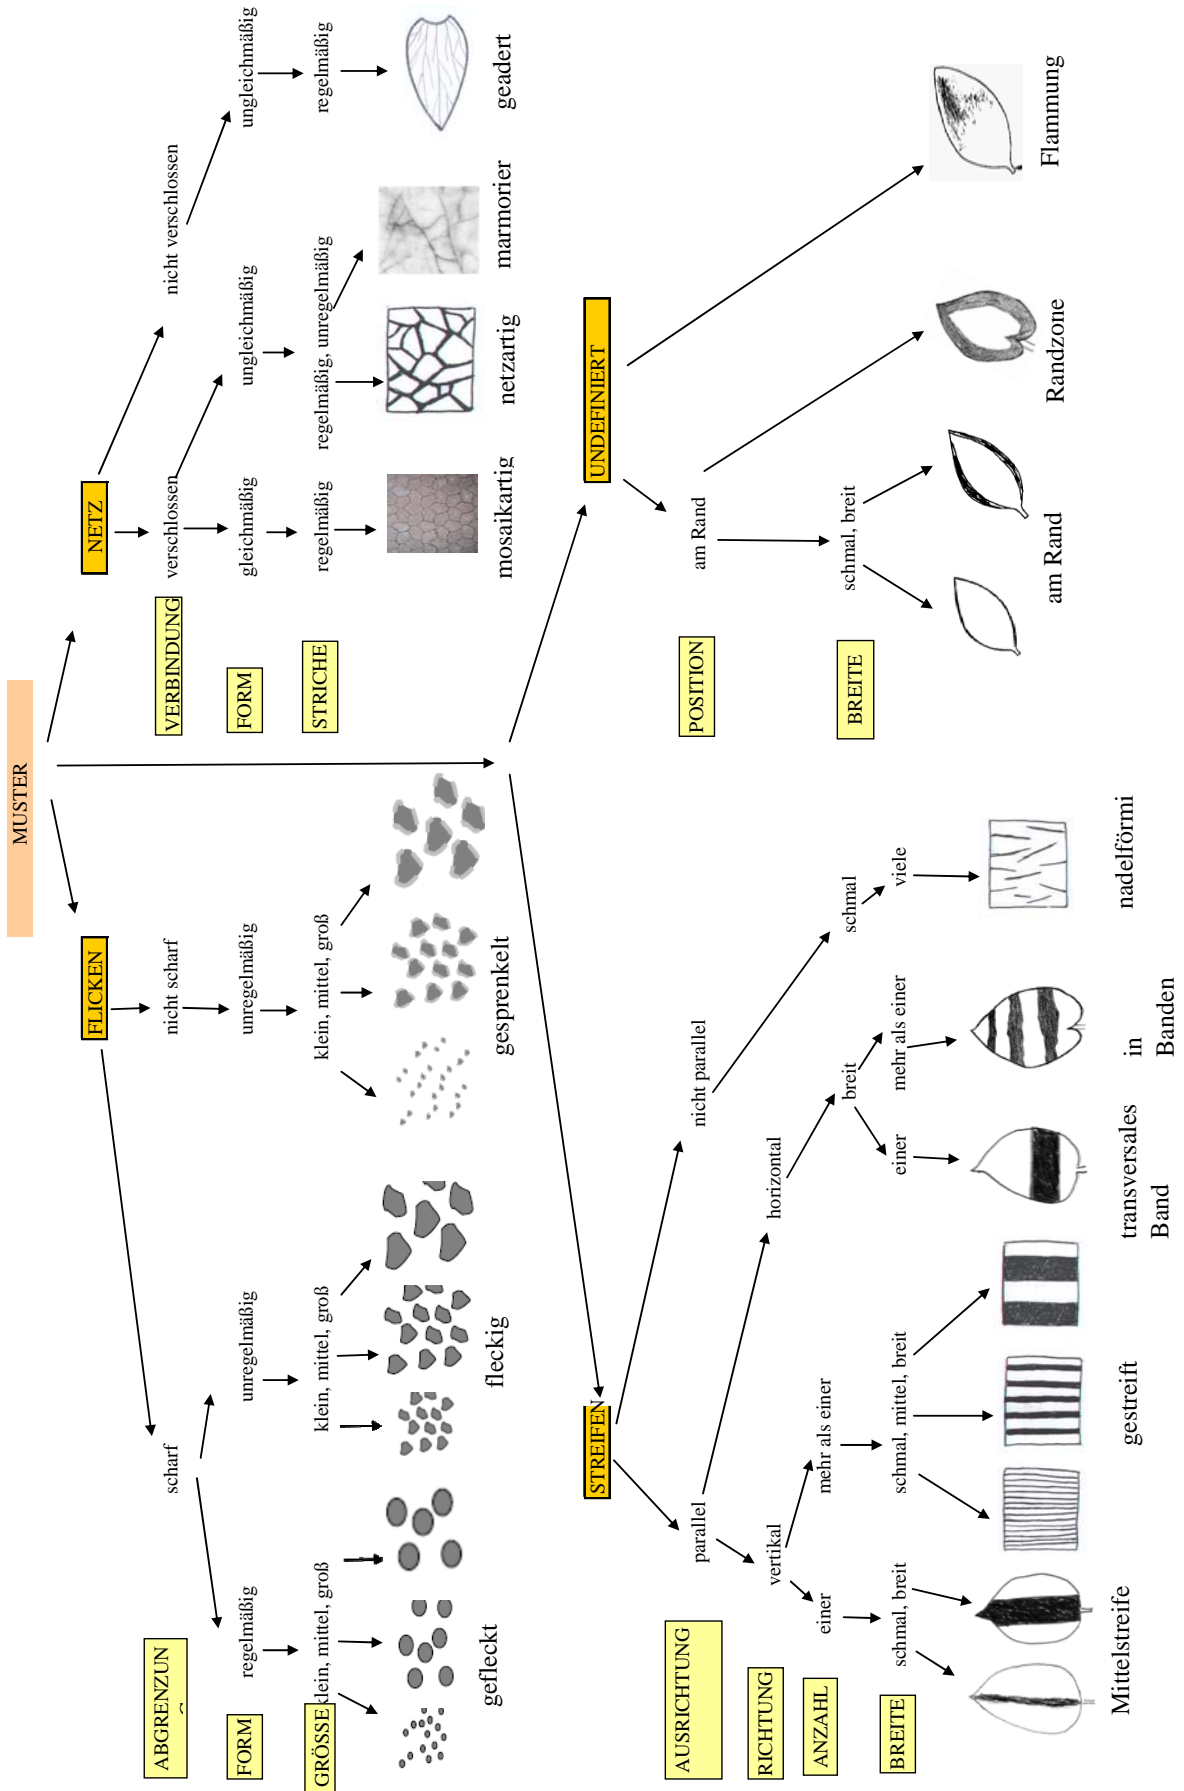 MUSTER
FLICKEN
NETZ
ABGRENZUN
scharf
nicht scharf
VERBINDUNG
verschlossen
nicht verschlossen
FORM
regelmäßig
unregelmäßig
unregelmäßig
FORM
gleichmäßig
ungleichmäßig
ungleichmäßig
GRÖSSE
klein, mittel, groß
klein, mittel, groß
klein, mittel, groß
STRICHE
regelmäßig
regelmäßig, unregelmäßig
regelmäßig
gefleckt
fleckig
gesprenkelt
mosaikartig
netzartig
marmorier
geadert
STREIFEN
UNDEFINIERT
AUSRICHTUNG
parallel
nicht parallel
POSITION
am Rand
RICHTUNG
vertikal
horizontal
ANZAHL
einer
mehr als einer
breit
schmal
BREITE
schmal, breit
BREITE
schmal, breit
schmal, mittel, breit
einer
mehr als einer
viele
Mittelstreife
gestreift
transversales
Band
in
Banden
nadelförmi
am Rand
Randzone
Flammung